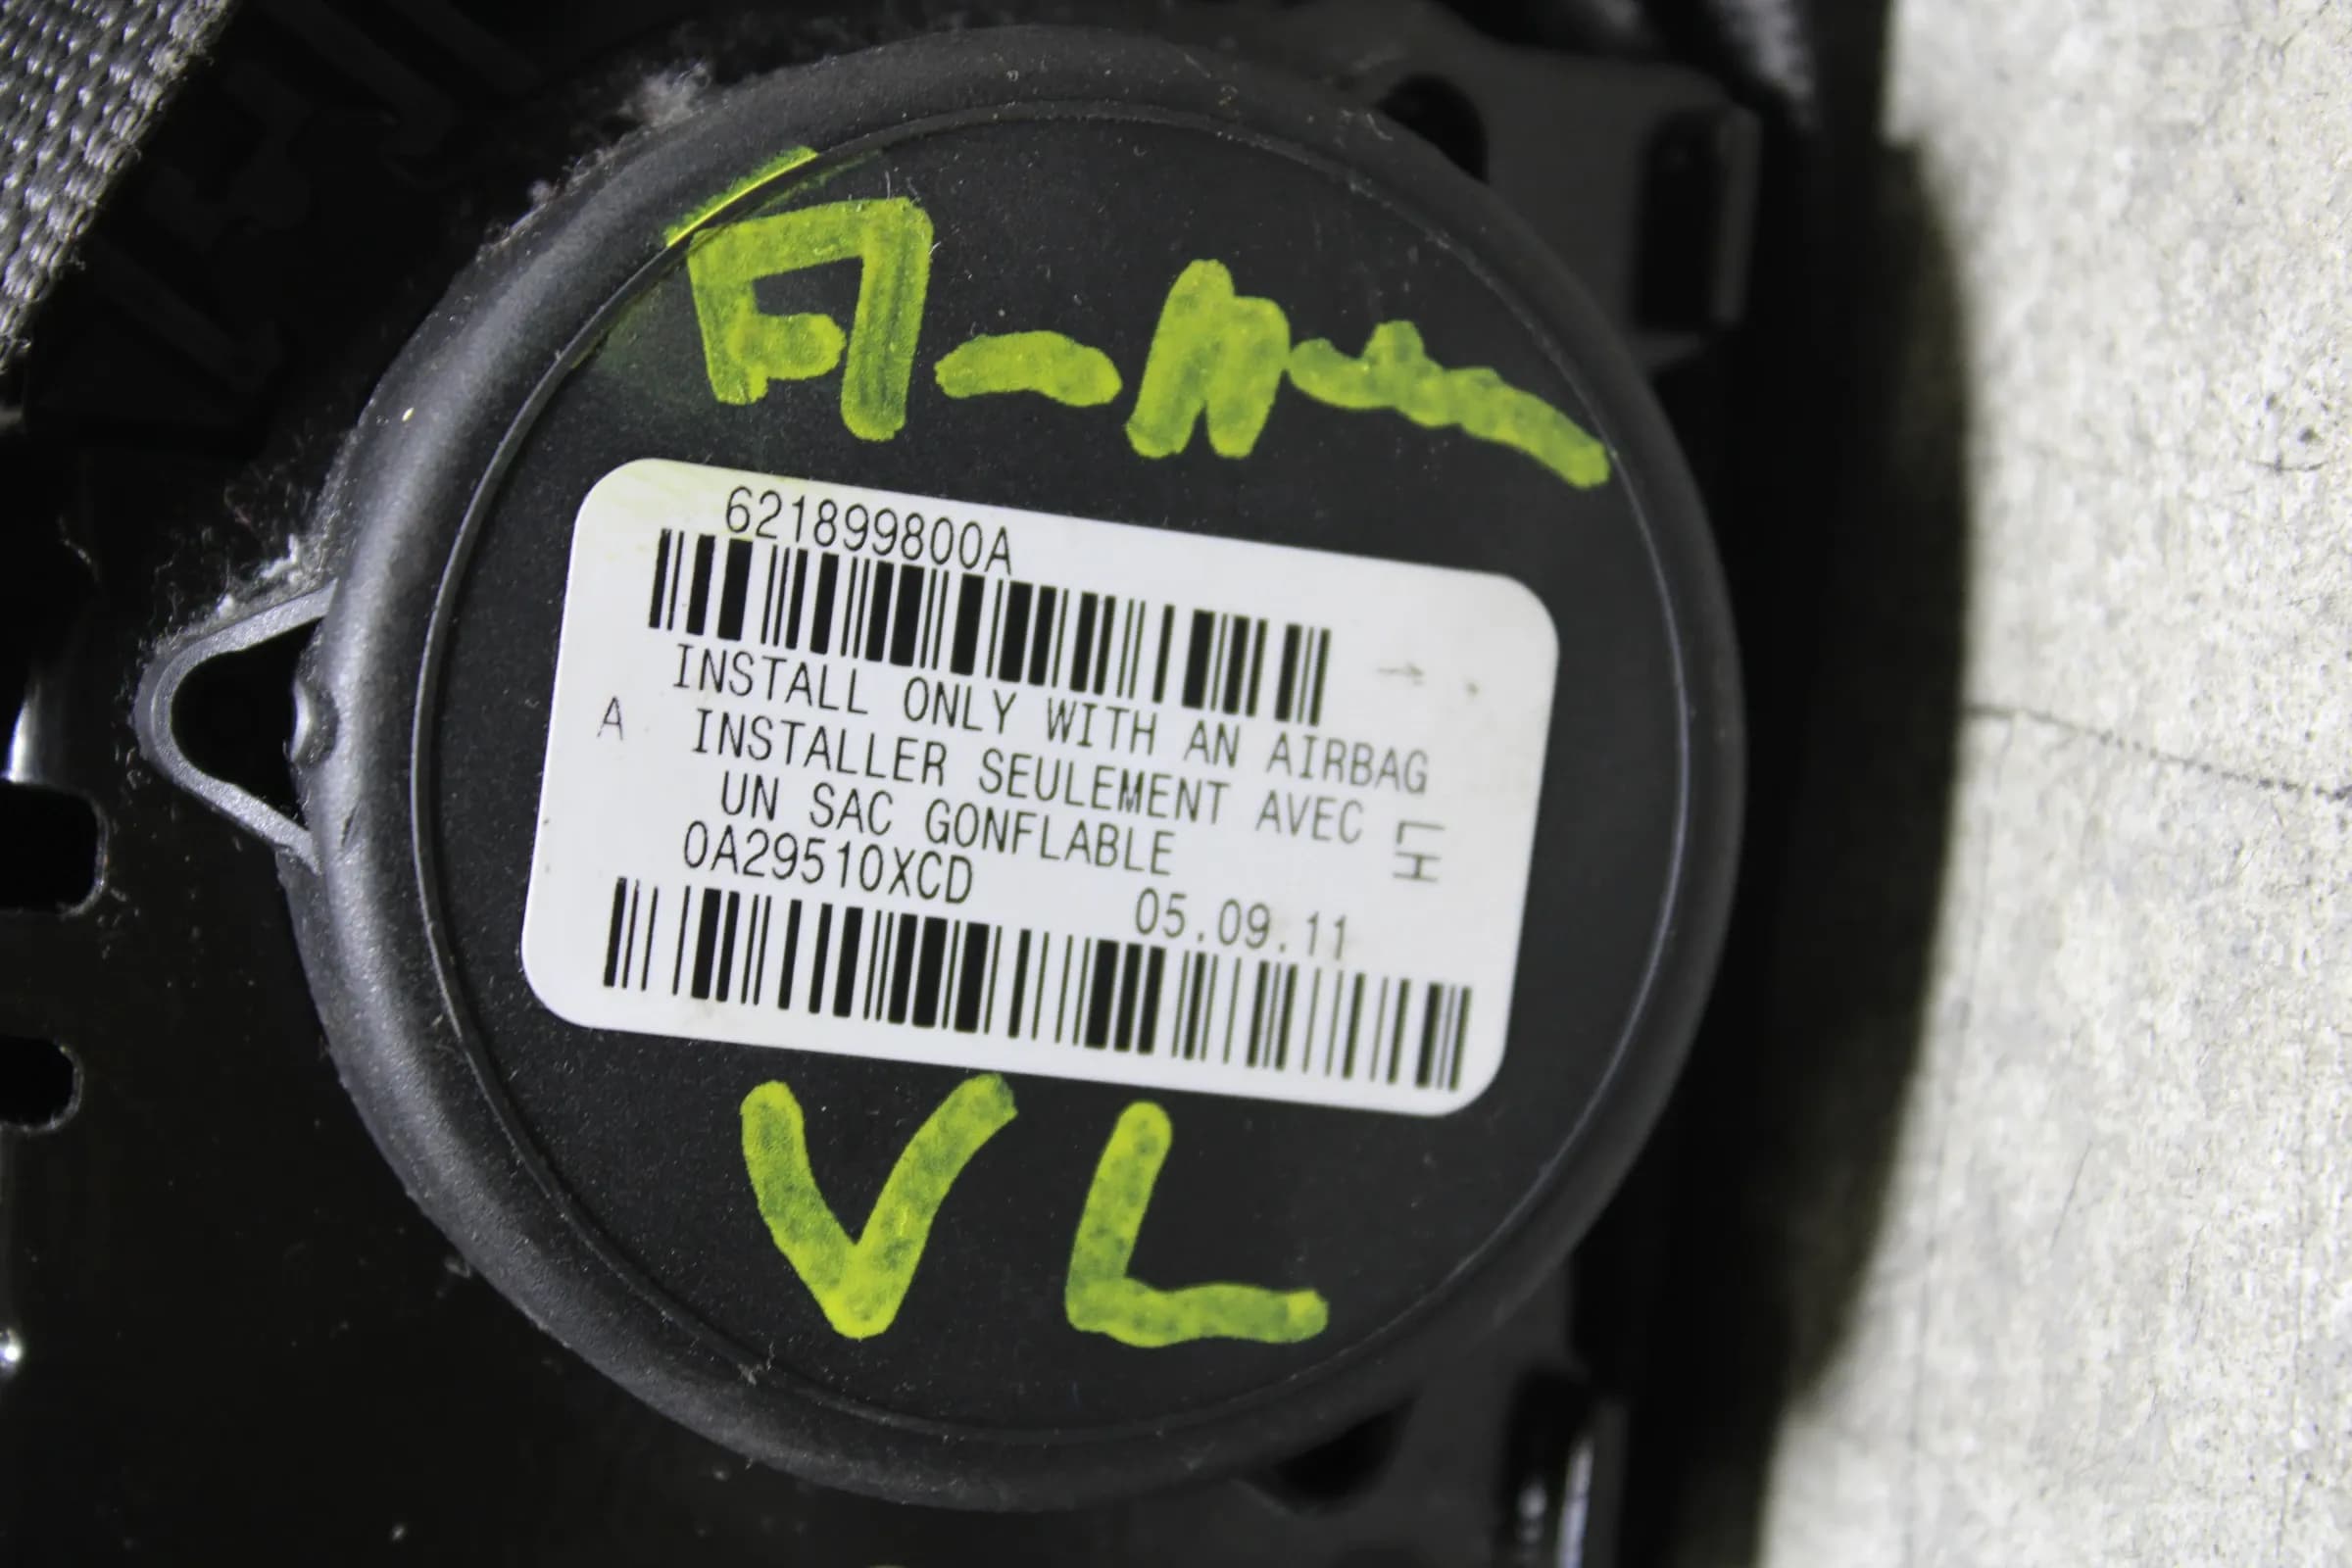 621899800A
INSTALL ONLY WITH AN AIRBAG
A INSTALLER SEULEMENT AVEC
UN SAC GONFLABLE
LH
0A29510XCD
05.09.11
VL